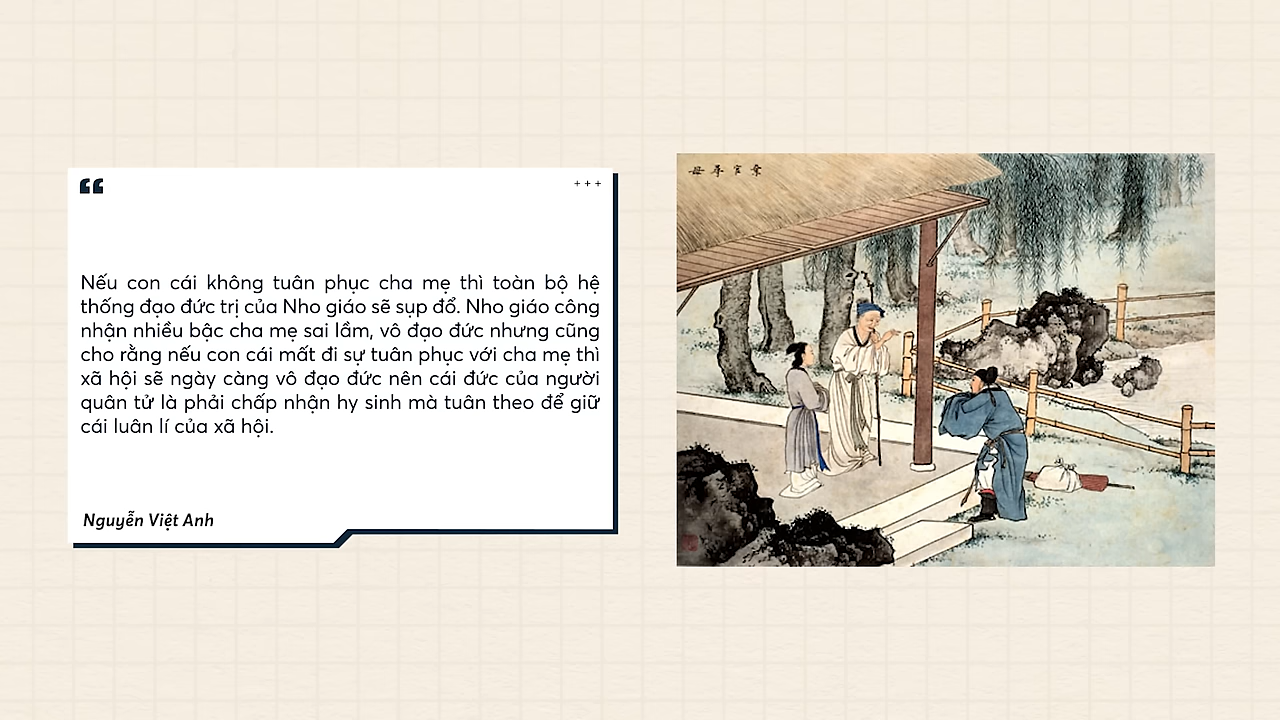 “
+++
Nếu con cái không tuân phục cha mẹ thì toàn bộ hệ
thống đạo đức trị của Nho giáo sẽ sụp đổ. Nho giáo công
nhận nhiều bậc cha mẹ sai lầm, vô đạo đức nhưng cũng
cho rằng nếu con cái mất đi sự tuân phục với cha mẹ thì
xã hội sẽ ngày càng vô đạo đức nên cái đức của người
quân tử là phải chấp nhận hy sinh mà tuân theo để giữ
cái luân lí của xã hội.
Nguyễn Việt Anh
母尋官棄